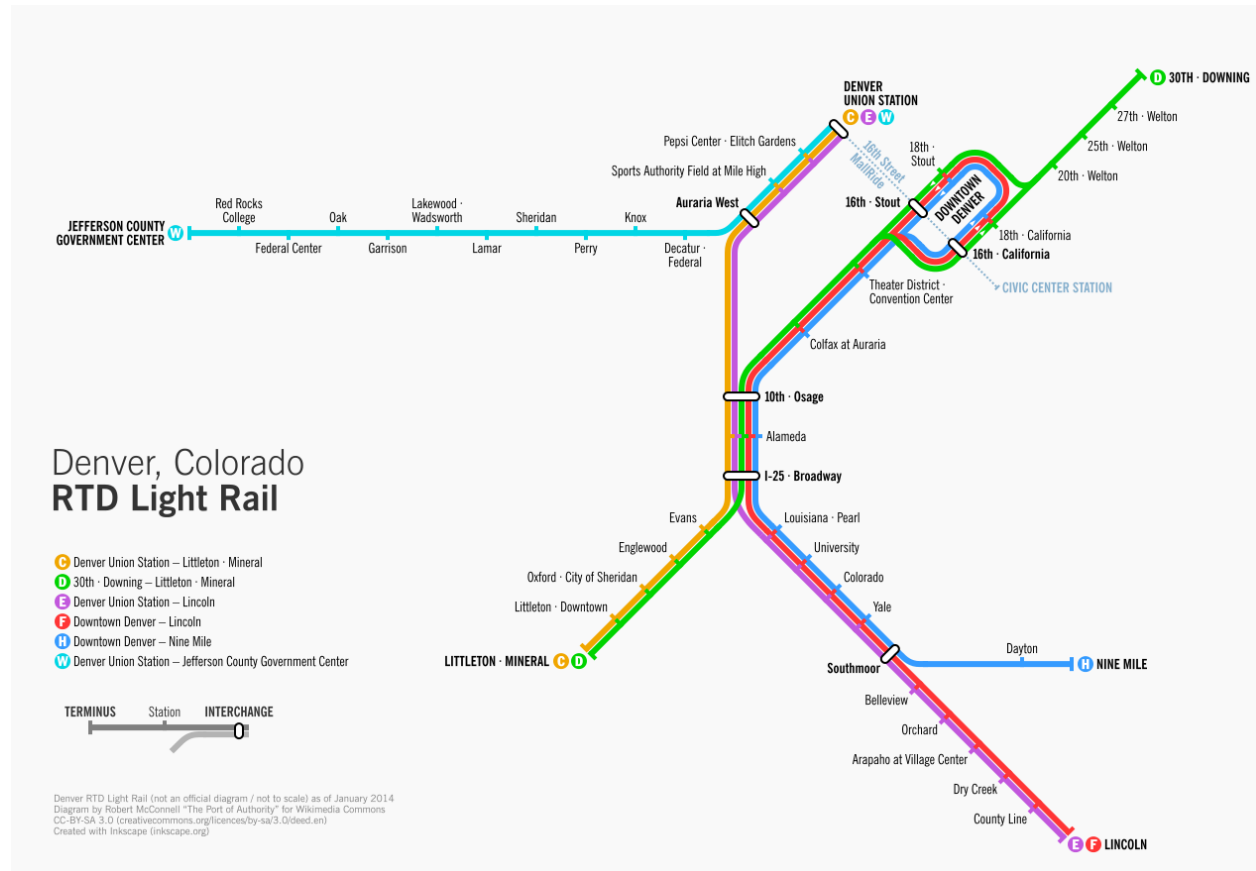 DENVER
UNION STATION
C E W
D 30TH · DOWNING
27th · Welton
25th · Welton
20th · Welton
Pepsi Center · Elitch Gardens
Sports Authority Field at Mile High
16th Street
MallRide
18th ·
Stout
Auraria West
16th · Stout
DOWNTOWN
DENVER
18th · California
16th · California
CIVIC CENTER STATION
JEFFERSON COUNTY
GOVERNMENT CENTER
W
Red Rocks
College
Federal Center
Oak
Garrison
Lakewood ·
Wadsworth
Lamar
Sheridan
Perry
Knox
Decatur ·
Federal
Theater District ·
Convention Center
Colfax at Auraria
10th · Osage
Alameda
I-25 · Broadway
Evans
Englewood
Oxford · City of Sheridan
Littleton · Downtown
LITTLETON · MINERAL C D
Louisiana · Pearl
University
Colorado
Yale
Southmoor
Dayton
H NINE MILE
Belleview
Orchard
Arapaho at Village Center
Dry Creek
County Line
E F LINCOLN
Denver, Colorado
RTD Light Rail
C Denver Union Station – Littleton · Mineral
D 30th · Downing – Littleton · Mineral
E Denver Union Station – Lincoln
F Downtown Denver – Lincoln
H Downtown Denver – Nine Mile
W Denver Union Station – Jefferson County Government Center
TERMINUS
Station
INTERCHANGE
Denver RTD Light Rail (not an official diagram / not to scale) as of January 2014
Diagram by Robert McConnell “The Port of Authority” for Wikimedia Commons
CC-BY-SA 3.0 (creativecommons.org/licences/by-sa/3.0/deed.en)
Created with Inkscape (inkscape.org)